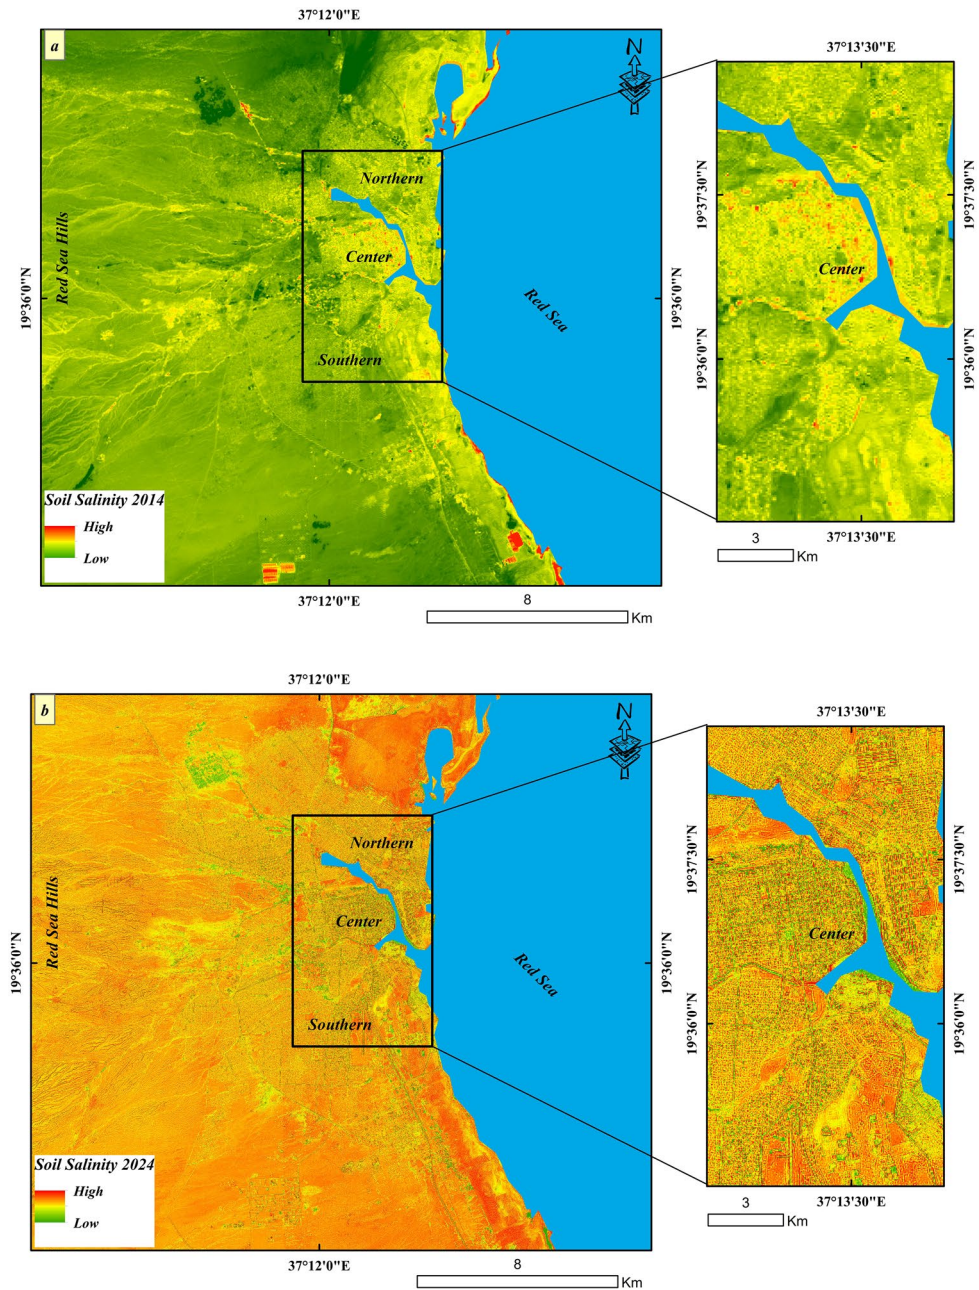 37°12'0"E
a
N
37°13'30"E
Northern
19°37'30"N
19°37'30"N
Red Sea Hills
Center
Center
19°36'0"N
Red Sea
19°36'0"N
19°36'0"N
19°36'0"N
Southern
Soil Salinity 2014
High
Low
37°12'0"E
37°13'30"E
3
Km
8
Km
37°12'0"E
b
N
37°13'30"E
Northern
19°37'30"N
19°37'30"N
Red Sea Hills
Center
Center
19°36'0"N
Red Sea
19°36'0"N
19°36'0"N
19°36'0"N
Southern
Soil Salinity 2024
High
Low
37°12'0"E
37°13'30"E
3
Km
8
Km